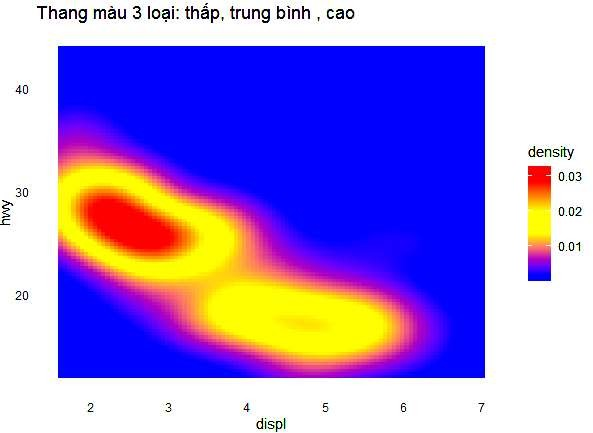 Thang màu 3 loại: thấp, trung bình , cao
40
30
20
hwy
2 3 4 5 6 7
displ
density
0.03
0.02
0.01